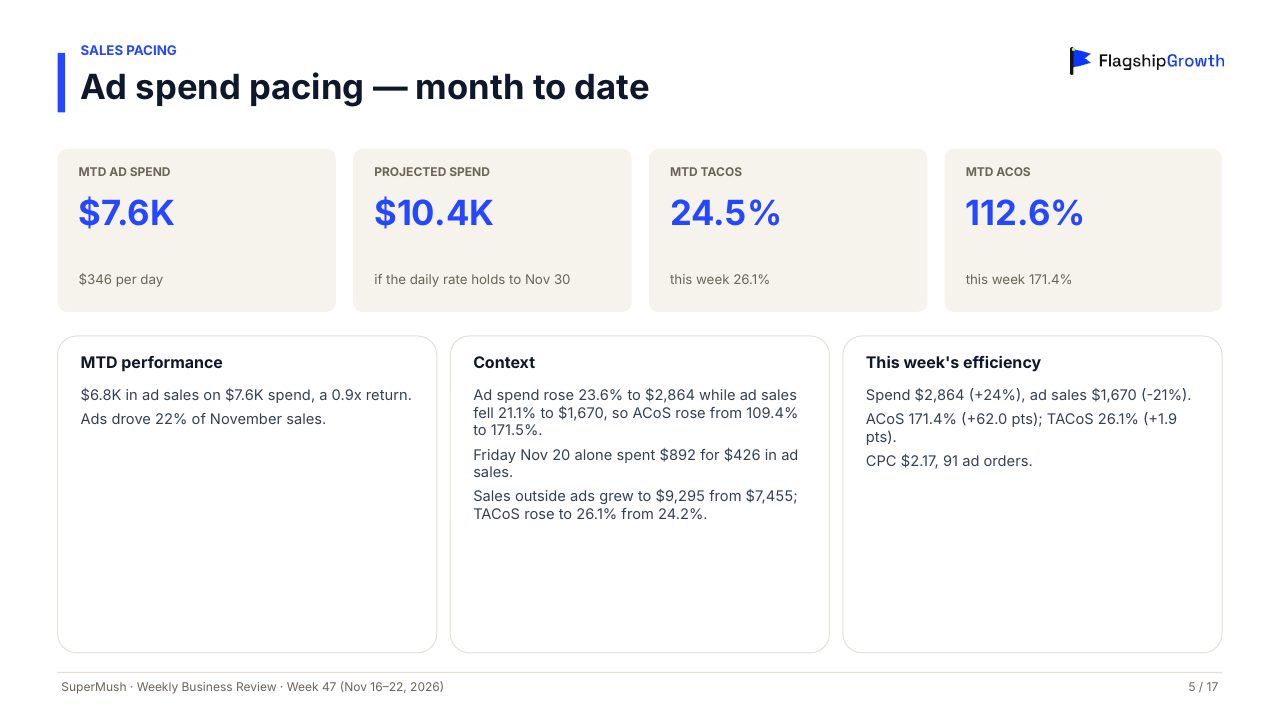 SALES PACING
Ad spend pacing — month to date
FlagshipGrowth
MTD AD SPEND
$7.6K
$346 per day
PROJECTED SPEND
$10.4K
if the daily rate holds to Nov 30
MTD TACOS
24.5%
this week 26.1%
MTD ACOS
112.6%
this week 171.4%
MTD performance
$6.8K in ad sales on $7.6K spend, a 0.9x return.
Ads drove 22% of November sales.
Context
Ad spend rose 23.6% to $2,864 while ad sales
fell 21.1% to $1,670, so ACoS rose from 109.4%
to 171.5%.
Friday Nov 20 alone spent $892 for $426 in ad
sales.
Sales outside ads grew to $9,295 from $7,455;
TACoS rose to 26.1% from 24.2%.
This week's efficiency
Spend $2,864 (+24%), ad sales $1,670 (-21%).
ACoS 171.4% (+62.0 pts); TACoS 26.1% (+1.9
pts).
CPC $2.17, 91 ad orders.
SuperMush · Weekly Business Review · Week 47 (Nov 16–22, 2026)
5 / 17